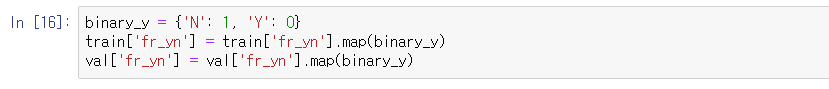 In [16]: binary_y = {'N': 1, 'Y': 0}
train['fr_yn'] = train['fr_yn'].map(binary_y)
val['fr_yn'] = val['fr_yn'].map(binary_y)